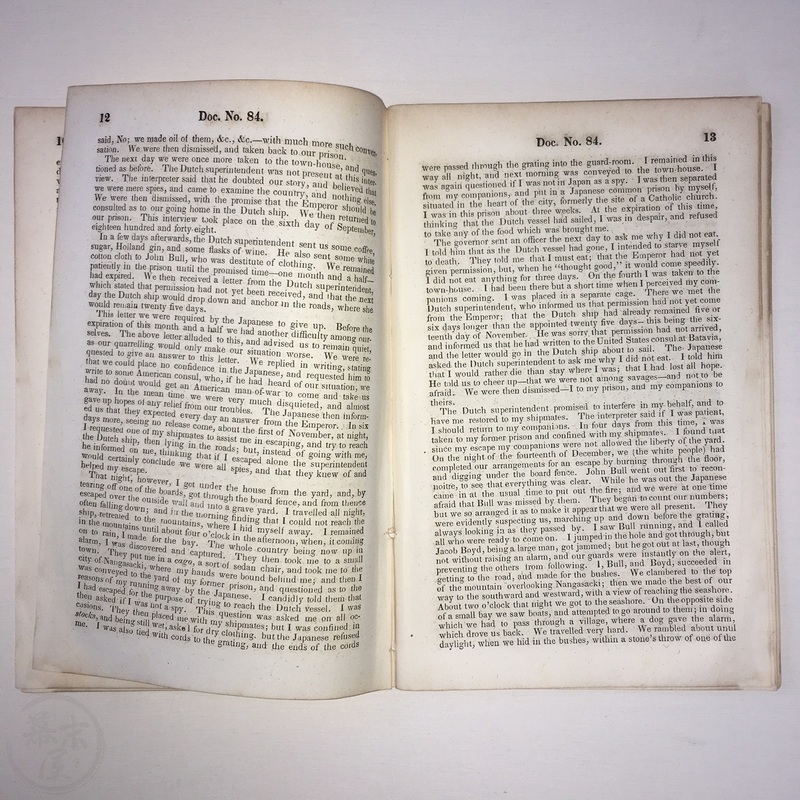 12
Doc. No. 84.
said, No; we made oil of them, &c., &c.—with much more such conver-
sation. We were then dismissed, and taken back to our prison.
The next day we were once more taken to the town-house, and ques-
tioned as before. The Dutch superintendent was not present at this inter-
view. The interpreter said he doubted our story, and believed that
we were mere spies, and came to examine the country, and nothing else.
We were then dismissed, with the promise that the Emperor should be
consulted as to our going home in the Dutch ship. We then returned to
our prison. This interview took place on the sixth day of September,
eighteen hundred and forty-eight.
In a few days afterwards, the Dutch superintendent sent us some coffee,
sugar, Holland gin, and some flasks of wine. He also sent some white
cotton cloth to John Bull, who was destitute of clothing. We remained
patiently in the prison until the promised time—one month and a half—
had expired. We then received a letter from the Dutch superintendent,
which stated that permission had not yet been received, and that the next
day the Dutch ship would drop down and anchor in the roads, where she
would remain twenty five days.
This letter we were required by the Japanese to give up. Before the
expiration of this month and a half we had another difficulty among our-
selves. The above letter alluded to this, and advised us to remain quiet,
as our quarrelling would only make our situation worse. We were re-
quested to give an answer to this letter. We replied in writing, stating
that we could place no confidence in the Japanese, and requested him to
write to some American consul, who, if he had heard of our situation, we
had no doubt would get an American man-of-war to come and take us
away. In the mean time we were very much disquieted, and almost
gave up hopes of any relief from our troubles. The Japanese then inform-
ed us that they expected every day an answer from the Emperor. In six
days more, seeing no release come, about the first of November, at night,
I requested one of my shipmates to assist me in escaping, and try to reach
the Dutch ship, then lying in the roads; but, instead of going with me,
he informed on me, thinking that if I escaped alone the superintendent
would certainly conclude we were all spies, and that they knew of and
helped my escape.
That night, however, I got under the house from the yard, and, by
tearing off one of the boards, got through the board fence, and from thence
escaped over the outside wall and into a grave yard. I travelled all night,
often falling down; and in the morning finding that I could not reach the
ship, retreated to the mountains, where I hid myself away. I remained
in the mountains until about four o'clock in the afternoon, when, it coming
on to rain, I made for the bay. The whole country being now up in
alarm, I was discovered and captured. They then took me to a small
town. They put me in a cago, a sort of sedan chair, and took me to the
city of Nangasacki, where my hands were bound behind me; and then I
was conveyed to the yard of my former prison, and questioned as to the
reasons of my running away by the Japanese. I candidly told them that
I had escaped for the purpose of trying to reach the Dutch Vessel. I was
then asked if I was not a spy. This question was asked me on all oc-
casions. They then placed me with my shipmates; but I was confined in
stocks, and being still wet, asked for dry clothing, but the Japanese refused
me. I was also tied with cords to the grating, and the ends of the cords
Doc. No. 84.
13
were passed through the grating into the guard-room. I remained in this
way all night, and next morning was conveyed to the town-house. I
was again questioned if I was not in Japan as a spy. I was then separated
from my companions, and put in a Japanese common prison by myself,
situated in the heart of the city, formerly the site of a Catholic church.
I was in this prison about three weeks. At the expiration of this time,
thinking that the Dutch vessel had sailed, I was in despair, and refused
to take any of the food which was brought me.
The governor sent an officer the next day to ask me why I did not eat.
I told him that as the Dutch vessel had gone, I intended to starve myself
to death. They told me that I must eat; that the Emperor had not yet
given permission, but, when he "thought good," it would come speedily.
I did not eat anything for three days. On the fourth I was taken to the
town-house. I had been there but a short time when I perceived my com-
panions coming. I was placed in a separate cage. There we met the
Dutch superintendent, who informed us that permission had not yet come
from the Emperor; that the Dutch ship had already remained five or
six days longer than the appointed twenty five days—this being the six-
teenth day of November. He was sorry that permission had not arrived,
and informed us that he had written to the United States consul at Batavia,
and the letter would go in the Dutch ship about to sail. The Japanese
asked the Dutch superintendent to ask me why I did not eat. I told him
that I would rather die than stay where I was; that I had lost all hope.
He told us to cheer up—that we were not among savages—and not to be
afraid. We were then dismissed—I to my prison, and my companions to
theirs.
The Dutch superintendent promised to interfere in my behalf, and to
have me restored to my shipmates. The interpreter said if I was patient,
I should return to my companions. In four days from this time, I was
taken to my former prison and confined with my shipmates. I found that
since my escape my companions were not allowed the liberty of the yard.
On the night of the fourteenth of December, we (the white people) had
completed our arrangements for an escape by burning through the floor,
and digging under the board fence. John Bull went out first to recon-
noitre, to see that everything was clear. While he was out the Japanese
came in at the usual time to put out the fire; and we were at one time
afraid that Bull was missed by them. They began to count our numbers;
but we so arranged it as to make it appear that we were all present. They
were evidently suspecting us, marching up and down before the grating,
always looking in as they passed by. I saw Bull running, and I called
all who were ready to come on. I jumped in the hole and got through, but
Jacob Boyd, being a large man, got jammed; but he got out at last, though
not without raising an alarm, and our guards were instantly on the alert,
preventing the others from following. I, Bull, and Boyd, succeeded in
getting to the road, and made for the bushes. We clambered to the top
of the mountain overlooking Nangasacki; then we made the best of our
way to the southward and westward, with a view of reaching the seashore.
About two o'clock that night we got to the seashore. On the opposite side
of a small bay we saw boats, and attempted to go around to them; in doing
which we had to pass through a village, where a dog gave the alarm,
which drove us back. We travelled very hard. We rambled about until
daylight, when we hid in the bushes, within a stone's throw of one of the